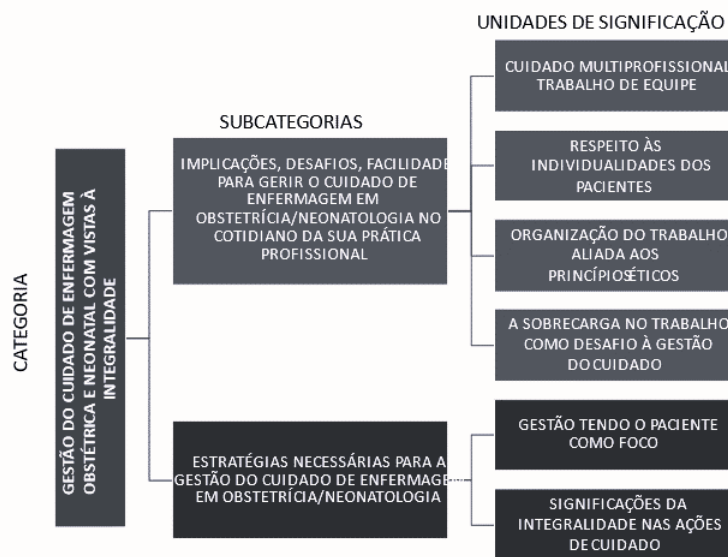 UNIDADES DE SIGNIFICAÇÃO
CUIDADO MULTIPROFISSIONAL
TRABALHO DE EQUIPE
SUBCATEGORIAS
IMPLICAÇÕES, DESAFIOS, FACILIDADE
PARA GERIR O CUIDADO DE
ENFERMAGEM EM
OBSTETRÍCIA/NEONATOLOGIA NO
COTIDIANO DA SUA PRÁTICA
PROFISSIONAL
RESPEITO ÀS
INDIVIDUALIDADES DOS
PACIENTES
ORGANIZAÇÃO DO TRABALHO
ALIADA AOS
PRINCÍPIOS ÉTICOS
A SOBRECARGA NO TRABALHO
COMO DESAFIO À GESTÃO
DO CUIDADO
CATEGORIA
GESTÃO DO CUIDADO DE ENFERMAGEM
OBSTÉTRICA E NEONATAL COM VISTAS À
INTEGRALIDADE
ESTRATÉGIAS NECESSÁRIAS PARA A
GESTÃO DO CUIDADO DE ENFERMAGEM
EM OBSTETRÍCIA/NEONATOLOGIA
GESTÃO TENDO O PACIENTE
COMO FOCO
SIGNIFICAÇÕES DA
INTEGRALIDADE NAS AÇÕES
DE CUIDADO